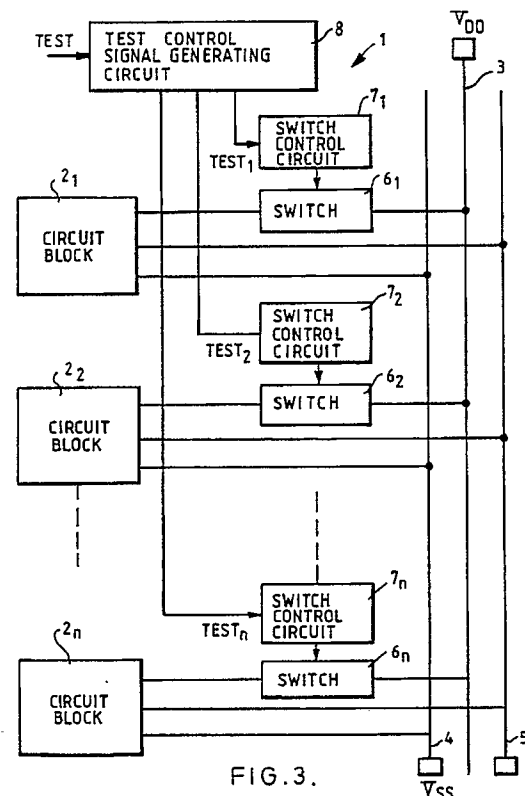 TEST
TEST CONTROL
SIGNAL GENERATING
CIRCUIT
8
1
V̅DD
3
7₁
SWITCH
CONTROL
CIRCUIT
TEST₁
6₁
SWITCH
2₁
CIRCUIT
BLOCK
7₂
SWITCH
CONTROL
CIRCUIT
TEST₂
6₂
SWITCH
2₂
CIRCUIT
BLOCK
7n
SWITCH
CONTROL
CIRCUIT
TESTn
6n
SWITCH
2n
CIRCUIT
BLOCK
4
5
V̅SS
FIG.3.